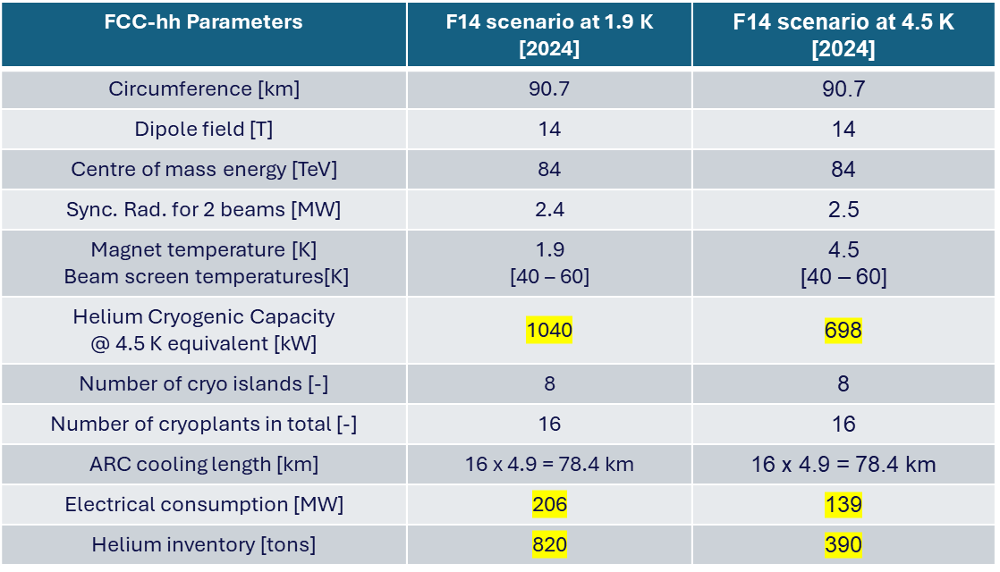 FCC-hh Parameters
F14 scenario at 1.9 K
[2024]
F14 scenario at 4.5 K
[2024]
Circumference [km]
90.7
90.7
Dipole field [T]
14
14
Centre of mass energy [TeV]
84
84
Sync. Rad. for 2 beams [MW]
2.4
2.5
Magnet temperature [K]
Beam screen temperatures[K]
1.9
[40 – 60]
4.5
[40 – 60]
Helium Cryogenic Capacity
@ 4.5 K equivalent [kW]
1040
698
Number of cryo islands [-]
8
8
Number of cryoplants in total [-]
16
16
ARC cooling length [km]
16 x 4.9 = 78.4 km
16 x 4.9 = 78.4 km
Electrical consumption [MW]
206
139
Helium inventory [tons]
820
390